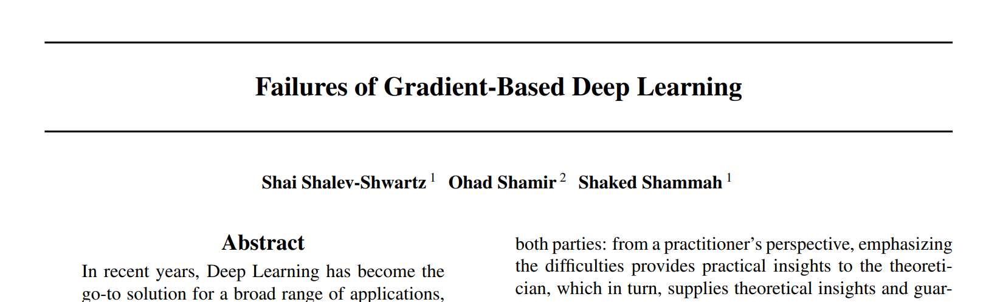 Failures of Gradient-Based Deep Learning
Shai Shalev-Shwartz 1 Ohad Shamir 2 Shaked Shammah 1
Abstract
In recent years, Deep Learning has become the
go-to solution for a broad range of applications,
both parties: from a practitioner's perspective, emphasizing
the difficulties provides practical insights to the theoreti-
cian, which in turn, supplies theoretical insights and guar-